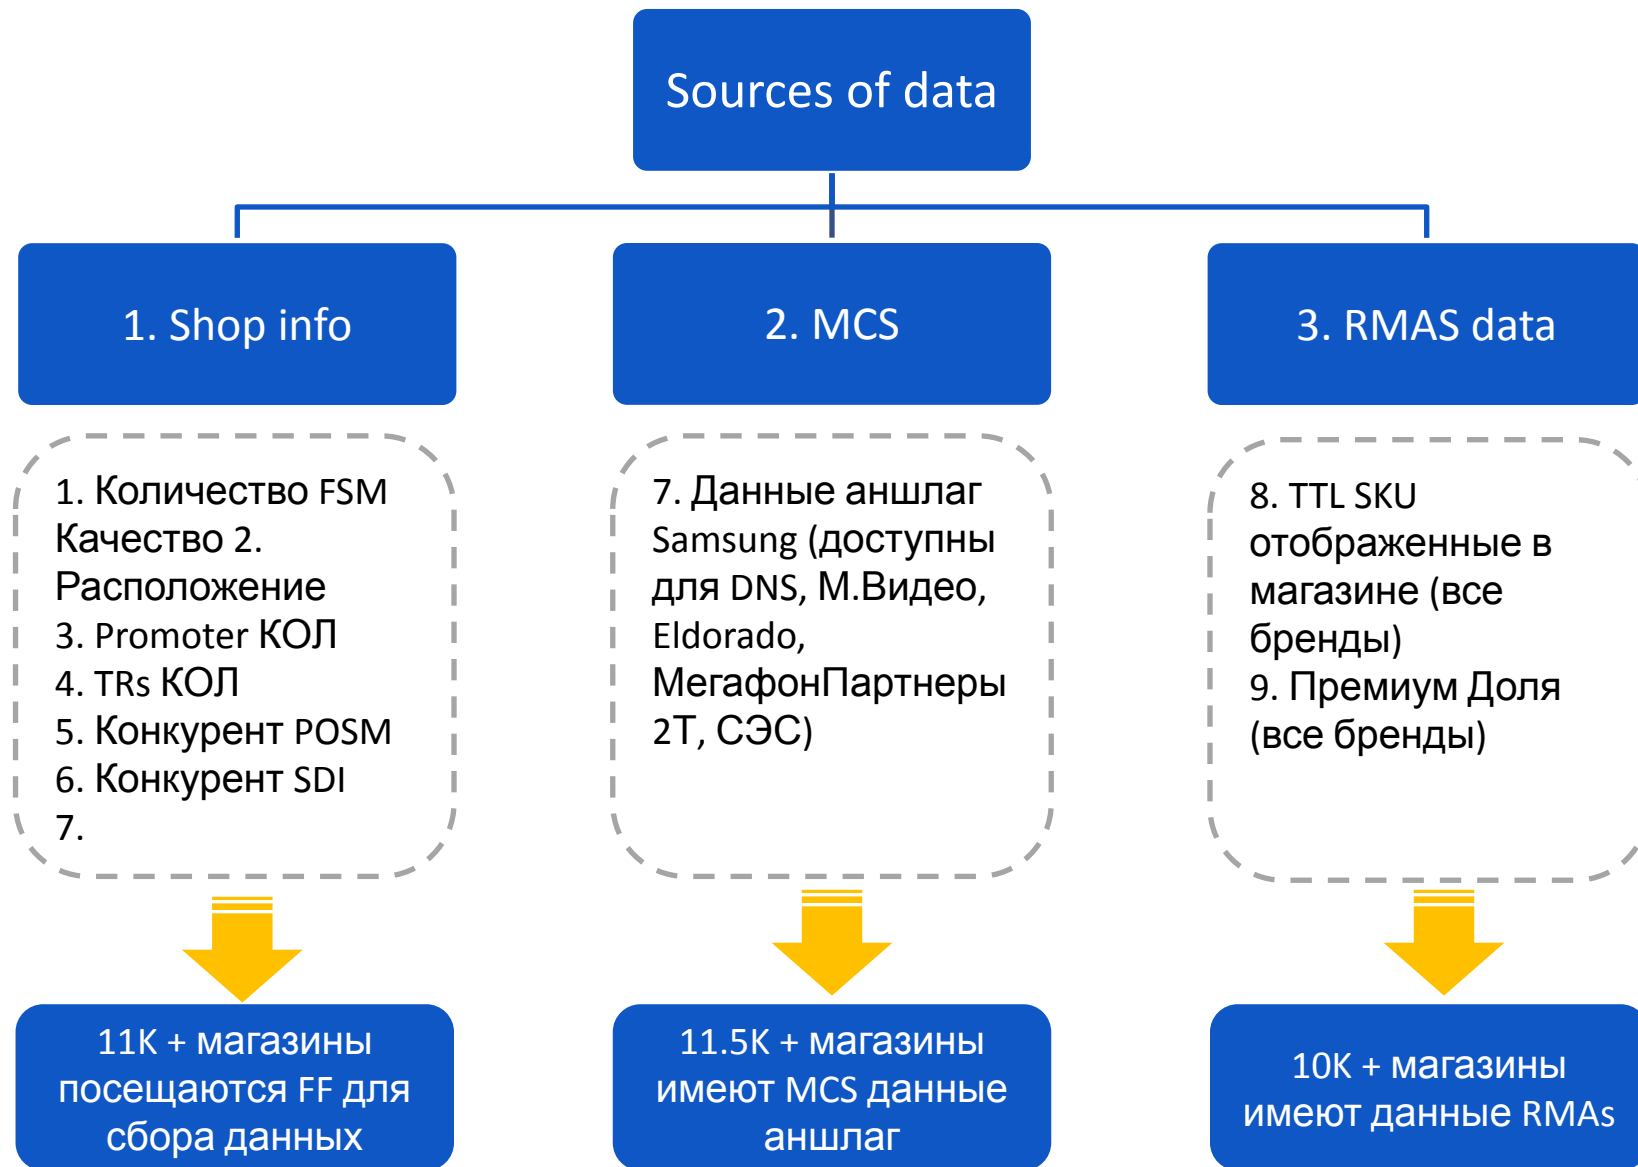 Sources of data
1. Shop info
2. MCS
3. RMAS data
1. Количество FSM
Качество 2.
Расположение
3. Promoter КОЛ
4. TRs КОЛ
5. Конкурент POSM
6. Конкурент SDI
7.
7. Данные аншлаг
Samsung (доступны
для DNS, М.Видео,
Eldorado,
МегафонПартнеры
2Т, СЭС)
8. TTL SKU
отображенные в
магазине (все
бренды)
9. Премиум Доля
(все бренды)
11K + магазины
посещаются FF для
сбора данных
11.5K + магазины
имеют MCS данные
аншлаг
10K + магазины
имеют данные RMAs